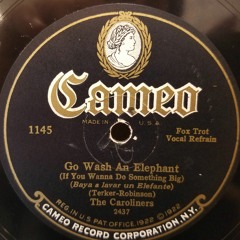 Cameo
MADE IN U.S.A.
1145
Fox Trot
Vocal Refrain
Go Wash An Elephant
(If You Wanna Do Something Big)
(Baya a lavar un Elefante)
(Terker-Robinson)
The Caroliners
2437
REG. IN U.S. PAT. OFFICE 1922 © 1922
CAMEO RECORD CORPORATION, N.Y.